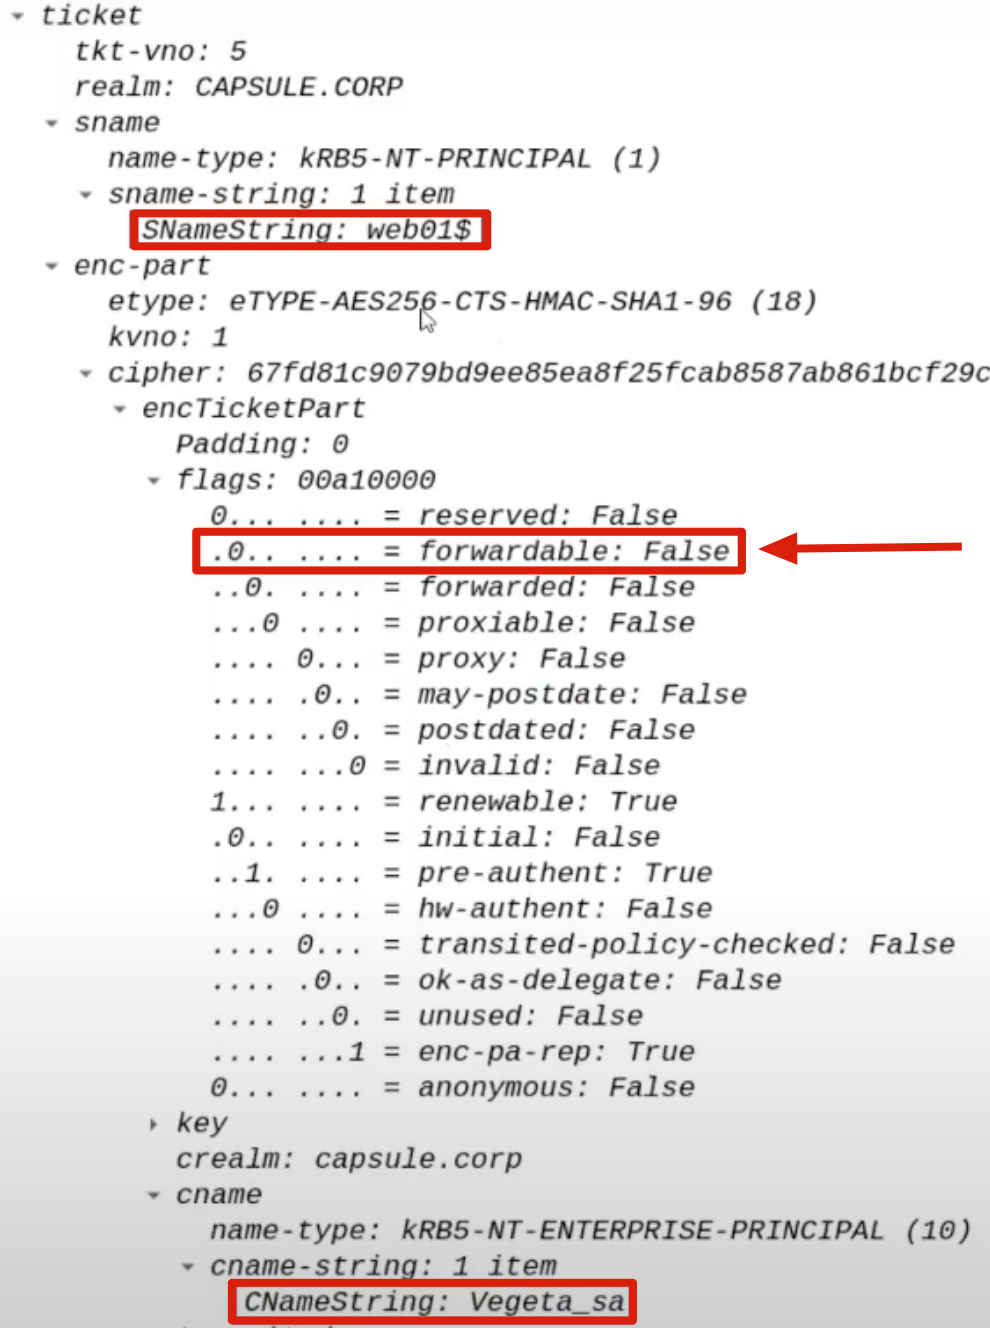 ticket
tkt-vno: 5
realm: CAPSULE.CORP
sname
name-type: kRB5-NT-PRINCIPAL (1)
sname-string: 1 item
SNameString: web01$
enc-part
etype: eTYPE-AES256-CTS-HMAC-SHA1-96 (18)
kvno: 1
cipher: 67fd81c9079bd9ee85ea8f25fcab8587ab861bcf29c
encTicketPart
Padding: 0
flags: 00a10000
0... .... = reserved: False
.0.. .... = forwardable: False
..0. .... = forwarded: False
...0 .... = proxiable: False
.... 0... = proxy: False
.... .0.. = may-postdate: False
.... ..0. = postdated: False
.... ...0 = invalid: False
1... .... = renewable: True
.0.. .... = initial: False
..1. .... = pre-authent: True
...0 .... = hw-authent: False
.... 0... = transited-policy-checked: False
.... .0.. = ok-as-delegate: False
.... ..0. = unused: False
.... ...1 = enc-pa-rep: True
0... .... = anonymous: False
key
crealm: capsule.corp
cname
name-type: kRB5-NT-ENTERPRISE-PRINCIPAL (10)
cname-string: 1 item
CNameString: Vegeta_sa